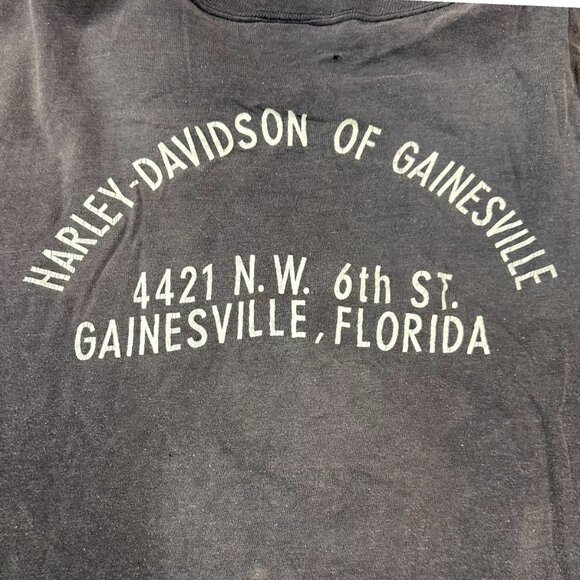 HARLEY-DAVIDSON OF GAINESVILLE
4421 N.W. 6th ST.
GAINESVILLE, FLORIDA